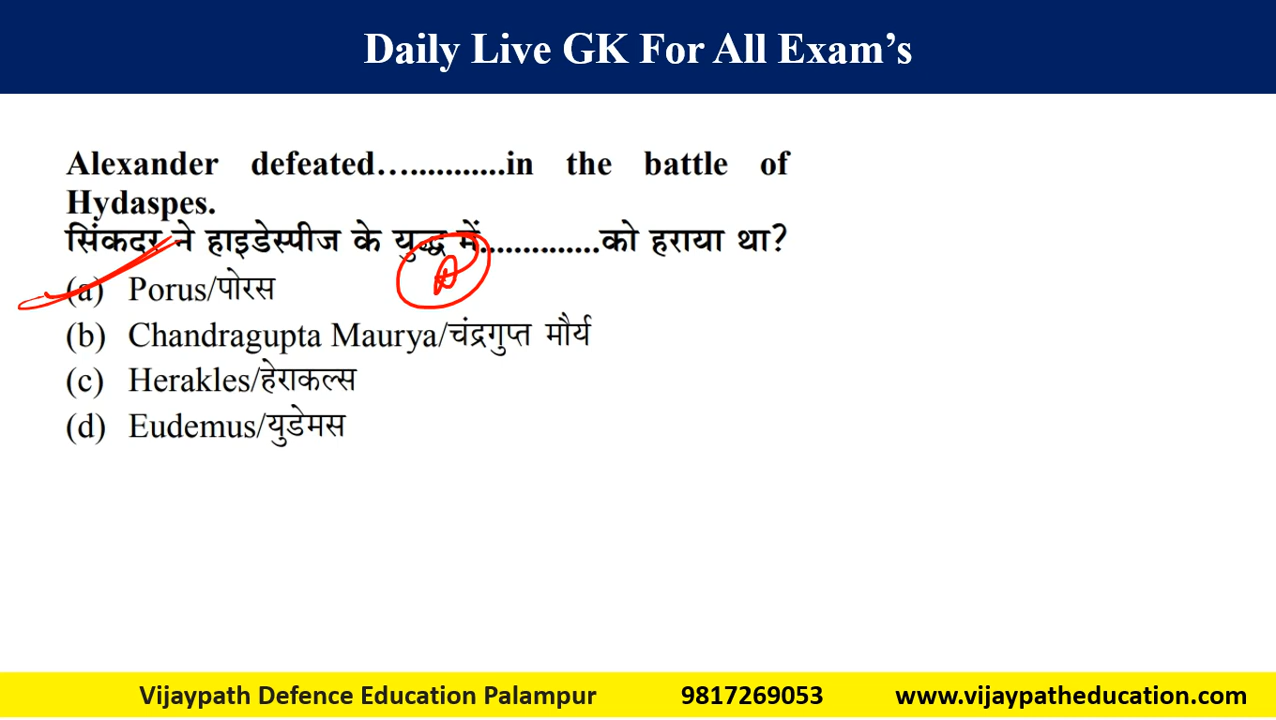 Daily Live GK For All Exam's
Alexander defeated…...........in the battle of
Hydaspes.
सिंकदर ने हाइडेस्पीज के युद्ध में..............को हराया था?
(a) Porus/पोरस
A
(b) Chandragupta Maurya/चंद्रगुप्त मौर्य
(c) Herakles/हेराकल्स
(d) Eudemus/युडेमस
Vijaypath Defence Education Palampur 9817269053 www.vijaypatheducation.com